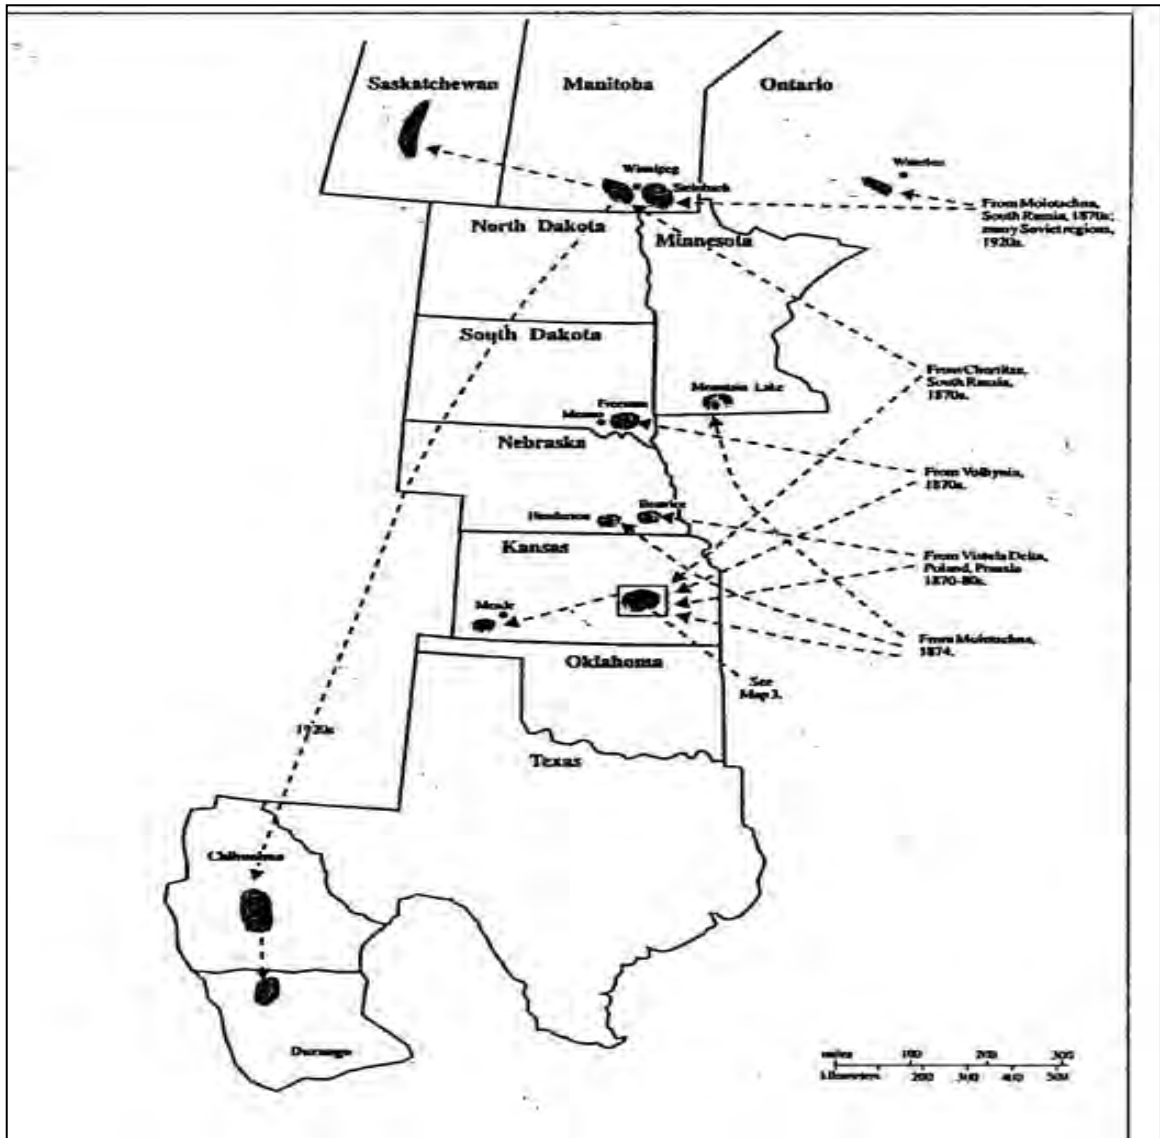 Saskatchewan
Manitoba
Ontario
Winnipeg
Steinbach
From Molotschna,
South Russia, 1870s;
many Soviet regions,
1920s.
North Dakota
Minnesota
South Dakota
From Chortitza,
South Russia,
1870s.
Mountain Lake
Freeman
Nebraska
From Volhynia,
1870s.
Beatrice
Henderson
Kansas
From Vistula Delta,
Poland, Prussia
1870-80s.
Meade
From Molotschna,
1874.
Oklahoma
See
Map 3.
1920s
Texas
Chihuahua
Durango
miles 100 200 300
kilometers 200 300 400 500